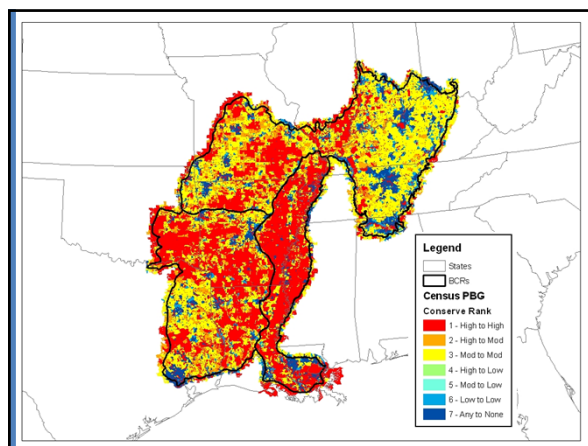 Legend
States
BCRs
Census PBG
Conserve Rank
1 - High to High
2 - High to Mod
3 - Mod to Mod
4 - High to Low
5 - Mod to Low
6 - Low to Low
7 - Any to None